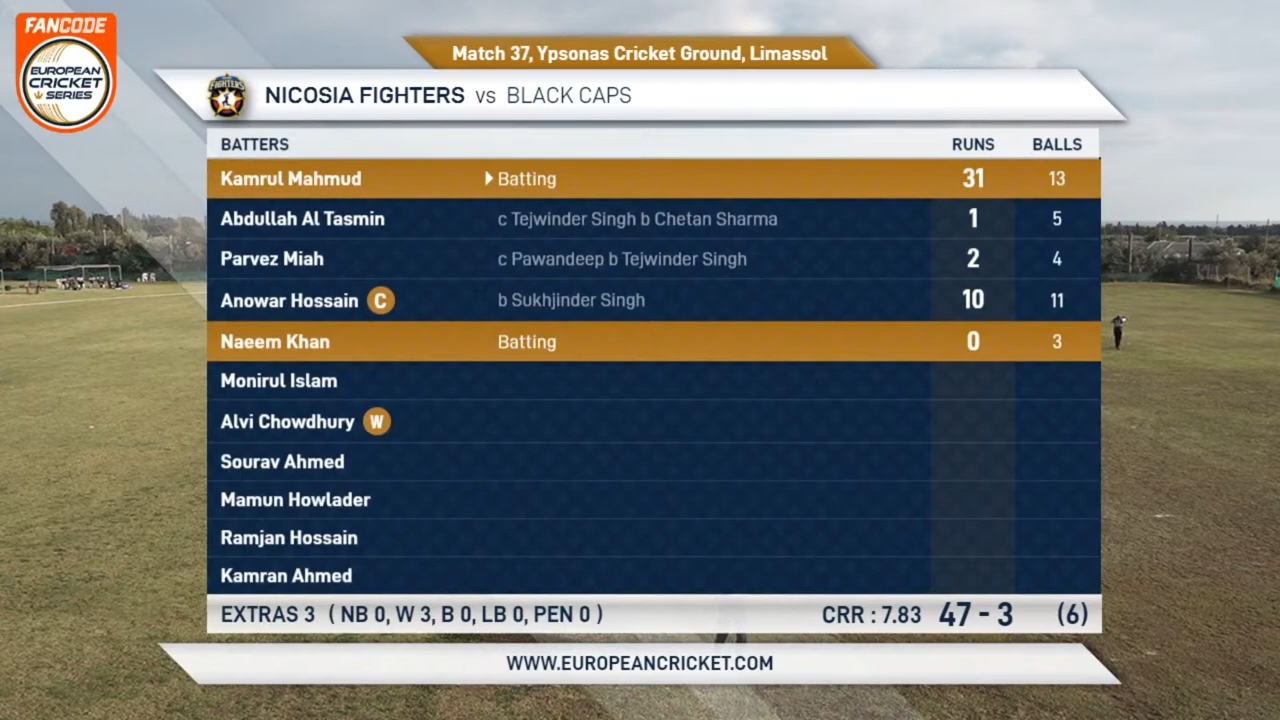 FANCODE
EUROPEAN
CRICKET
SERIES
Match 37, Ypsonas Cricket Ground, Limassol
FIGHTERS
NICOSIA FIGHTERS vs BLACK CAPS
BATTERS RUNS BALLS
Kamrul Mahmud Batting 31 13
Abdullah Al Tasmin c Tejwinder Singh b Chetan Sharma 1 5
Parvez Miah c Pawandeep b Tejwinder Singh 2 4
Anowar Hossain C b Sukhjinder Singh 10 11
Naeem Khan Batting 0 3
Monirul Islam
Alvi Chowdhury W
Sourav Ahmed
Mamun Howlader
Ramjan Hossain
Kamran Ahmed
EXTRAS 3 ( NB 0, W 3, B 0, LB 0, PEN 0 ) CRR : 7.83 47 - 3 (6)
WWW.EUROPEANCRICKET.COM